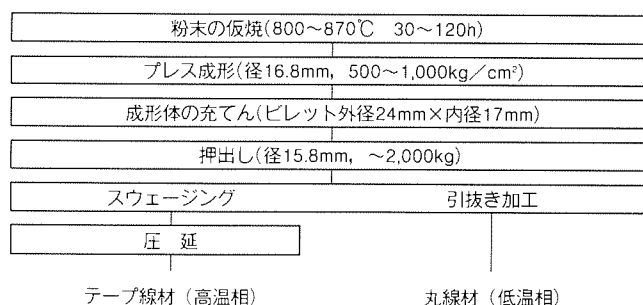 粉末の仮焼(800〜870℃ 30〜120h)
プレス成形(径16.8mm, 500〜1,000kg/cm²)
成形体の充てん(ビレット外径24mm×内径17mm)
押出し(径15.8mm, 〜2,000kg)
スウェージング 引抜き加工
圧 延
テープ線材(高温相) 丸線材(低温相)